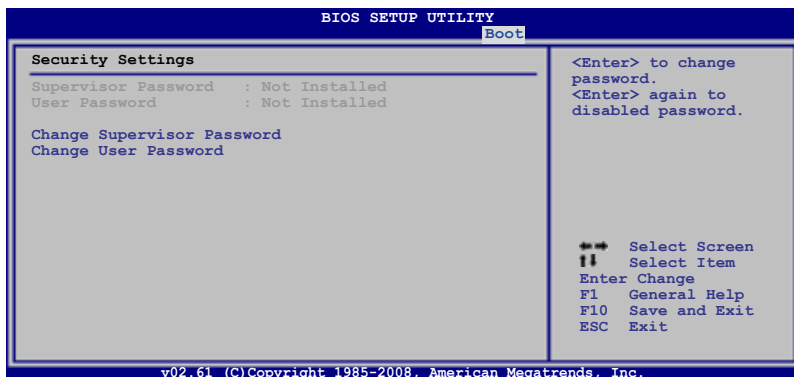 BIOS SETUP UTILITY
Boot
Security Settings
Supervisor Password : Not Installed
User Password : Not Installed
Change Supervisor Password
Change User Password
<Enter> to change
password.
<Enter> again to
disabled password.
Select Screen
Select Item
Enter Change
F1 General Help
F10 Save and Exit
ESC Exit
v02.61 (C)Copyright 1985-2008, American Megatrends, Inc.